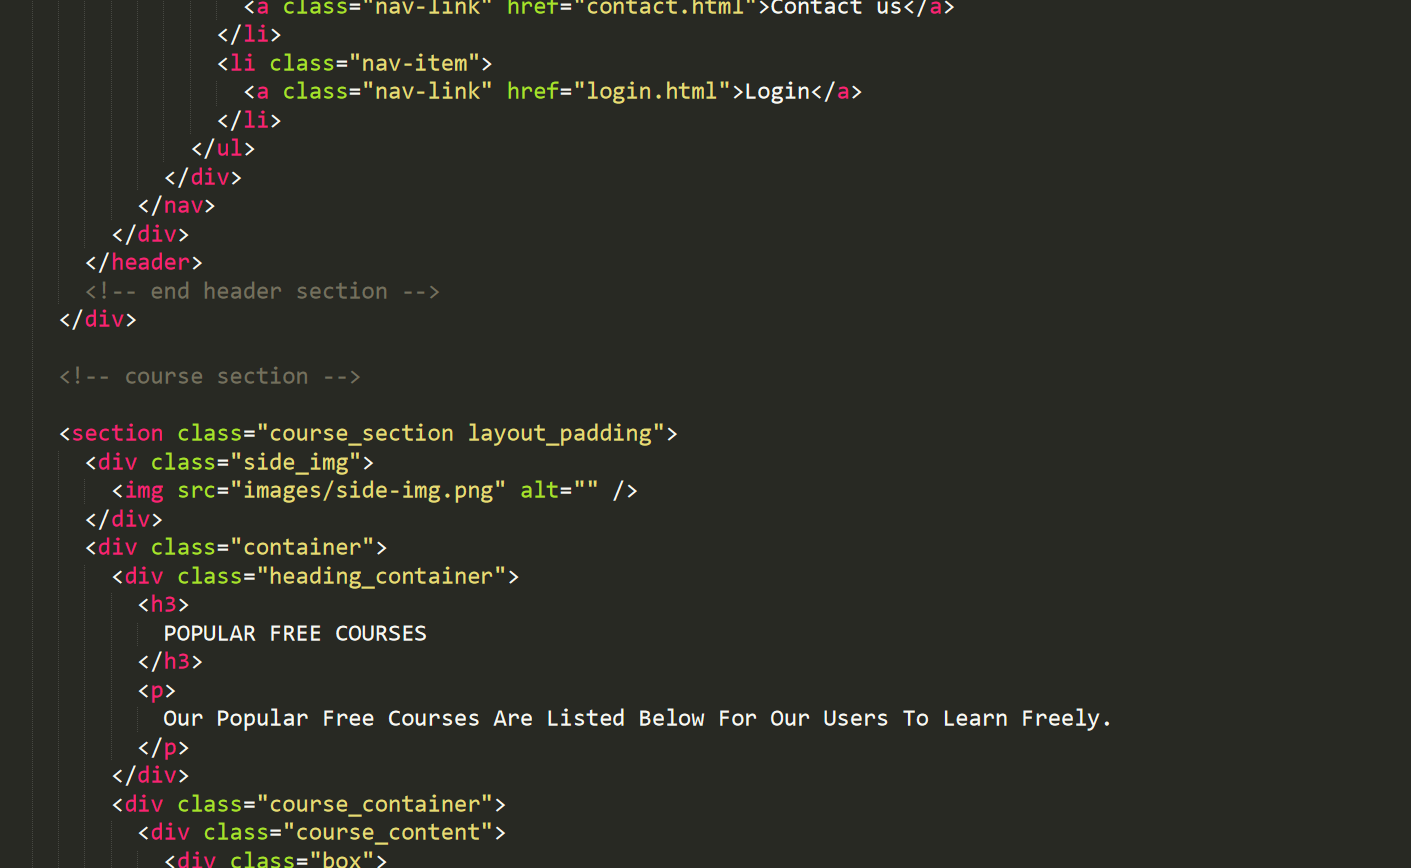 <a class="nav-link" href="contact.html">Contact us</a>
</li>
<li class="nav-item">
<a class="nav-link" href="login.html">Login</a>
</li>
</ul>
</div>
</nav>
</div>
</header>
<!-- end header section -->
</div>
<!-- course section -->
<section class="course_section layout_padding">
<div class="side_img">
<img src="images/side-img.png" alt="" />
</div>
<div class="container">
<div class="heading_container">
<h3>
POPULAR FREE COURSES
</h3>
<p>
Our Popular Free Courses Are Listed Below For Our Users To Learn Freely.
</p>
</div>
<div class="course_container">
<div class="course_content">
<div class="box">